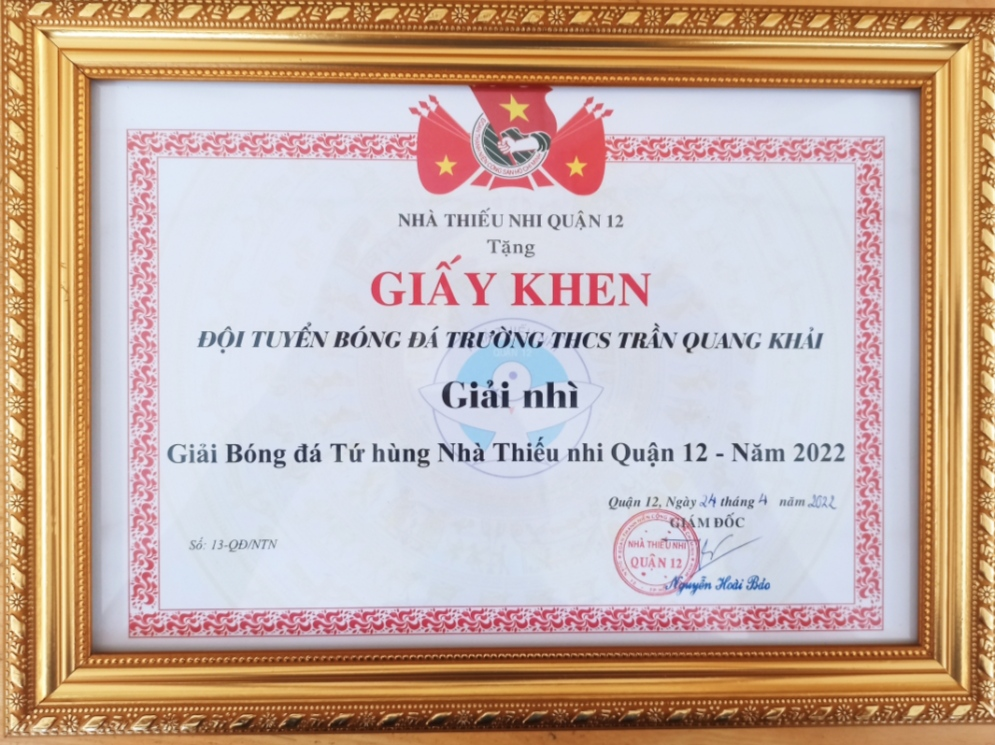 NHÀ THIẾU NHI QUẬN 12
Tặng
GIẤY KHEN
ĐỘI TUYỂN BÓNG ĐÁ TRƯỜNG THCS TRẦN QUANG KHẢI
Giải nhì
Giải Bóng đá Tứ hùng Nhà Thiếu nhi Quận 12 - Năm 2022
Quận 12, Ngày 24 tháng 4 năm 2022
GIÁM ĐỐC
Số: 13-QĐ/NTN
NHÀ THIẾU NHI
QUẬN 12
Nguyễn Hoài Bảo